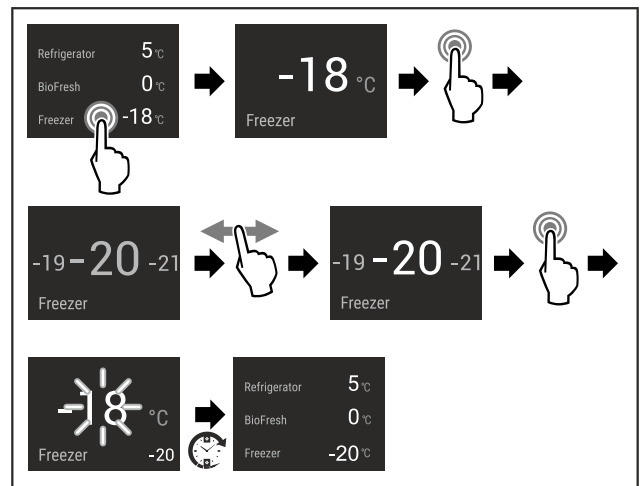 Refrigerator 5 °C
BioFresh 0 °C
Freezer -18 °C
-18 °C
Freezer
-19 -20 -21
Freezer
-19 -20 -21
Freezer
-18 °C
Freezer -20
Refrigerator 5 °C
BioFresh 0 °C
Freezer -20 °C